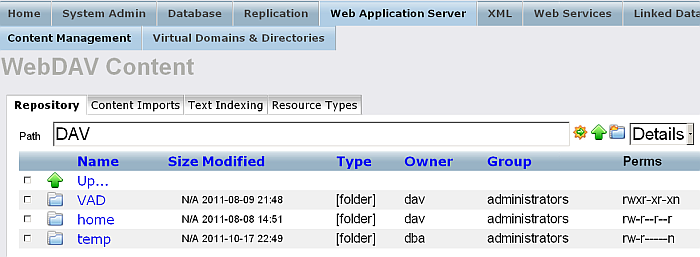 Home System Admin Database Replication Web Application Server XML Web Services Linked Data
Content Management Virtual Domains & Directories
WebDAV Content
Repository Content Imports Text Indexing Resource Types
Path DAV Details
Name Size Modified Type Owner Group Perms
Up...
VAD N/A 2011-08-09 21:48 [folder] dav administrators rwxr-xr-xn
home N/A 2011-08-08 14:51 [folder] dav administrators rw-r--r--r
temp N/A 2011-10-17 22:49 [folder] dba administrators rw-r-----n